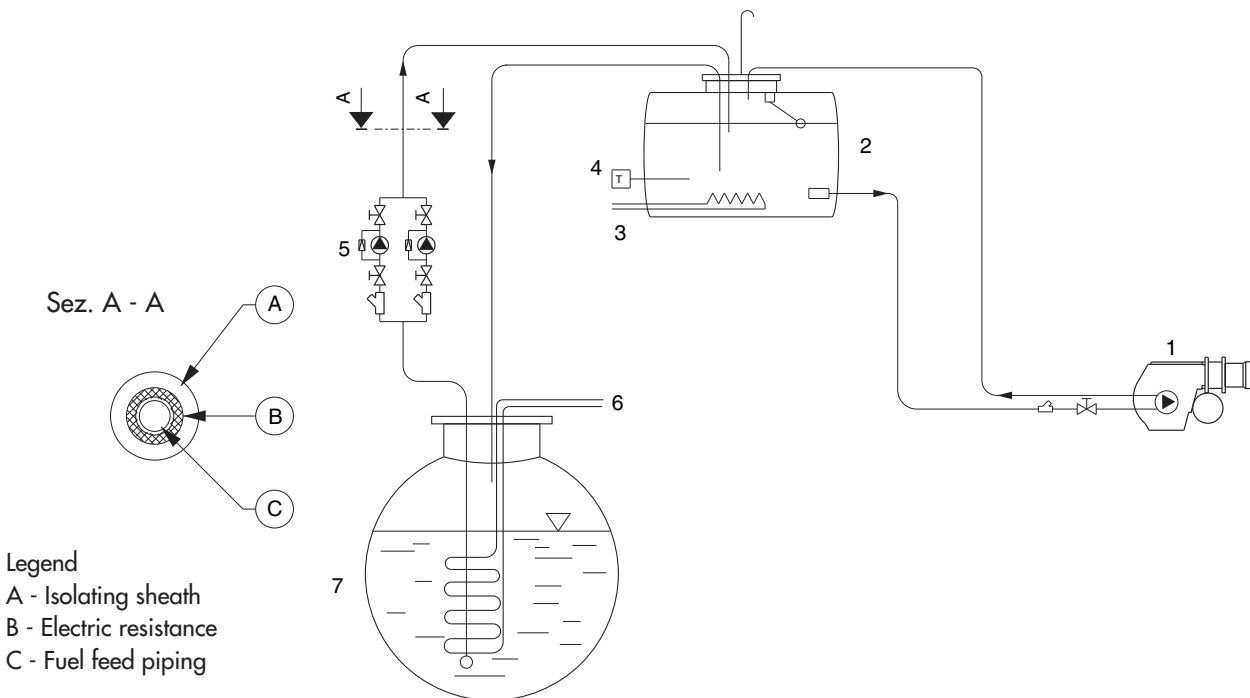 A A
2
4 T
3
5
Sez. A - A
A
B
C
1
6
7
Legend
A - Isolating sheath
B - Electric resistance
C - Fuel feed piping